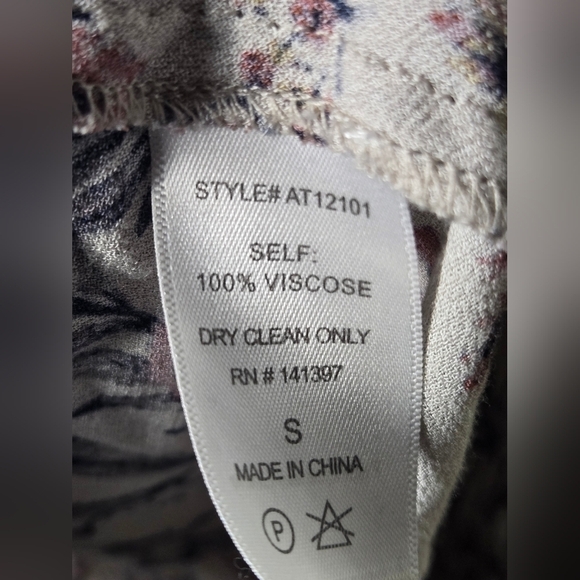 STYLE# AT12101
SELF:
100% VISCOSE
DRY CLEAN ONLY
RN # 141397
S
MADE IN CHINA
P